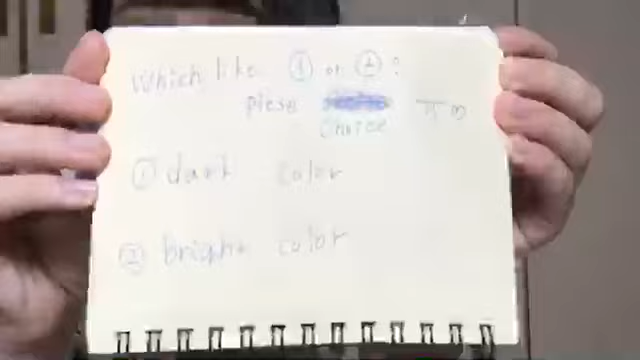 Which like ① or ②?
plese
choice
① dark color
② bright color